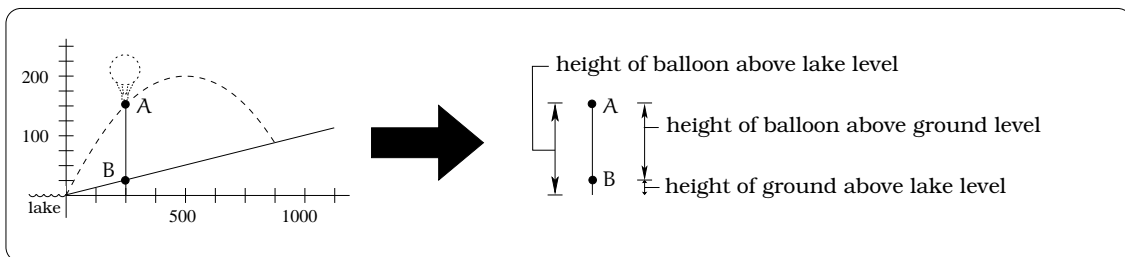 200
A
100
B
lake
500
1000
height of balloon above lake level
A
height of balloon above ground level
B
height of ground above lake level